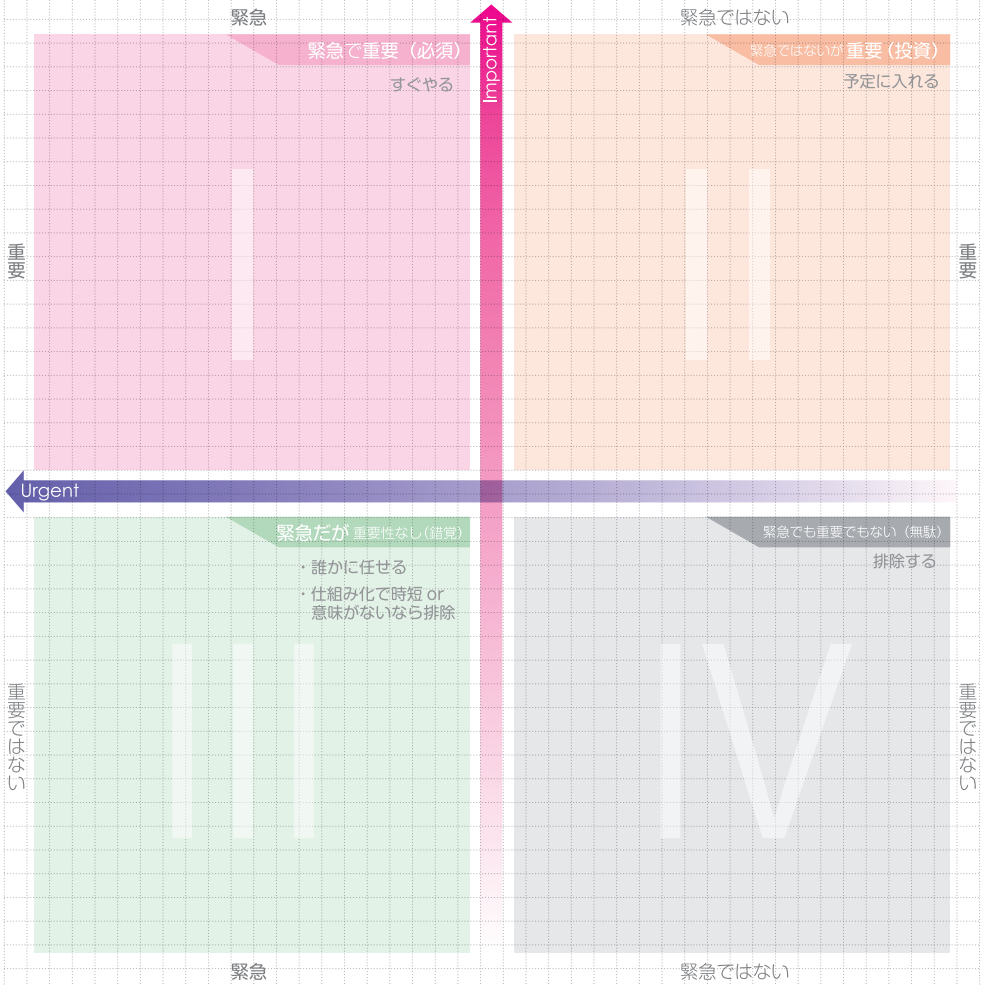 緊急
緊急ではない
Important
緊急で重要（必須）
すぐやる
緊急ではないが 重要（投資）
予定に入れる
I
II
重要
重要
Urgent
緊急だが 重要性なし（錯覚）
・誰かに任せる
・仕組み化で時短 or
意味がないなら排除
緊急でも重要でもない（無駄）
排除する
III
IV
重要ではない
重要ではない
緊急
緊急ではない